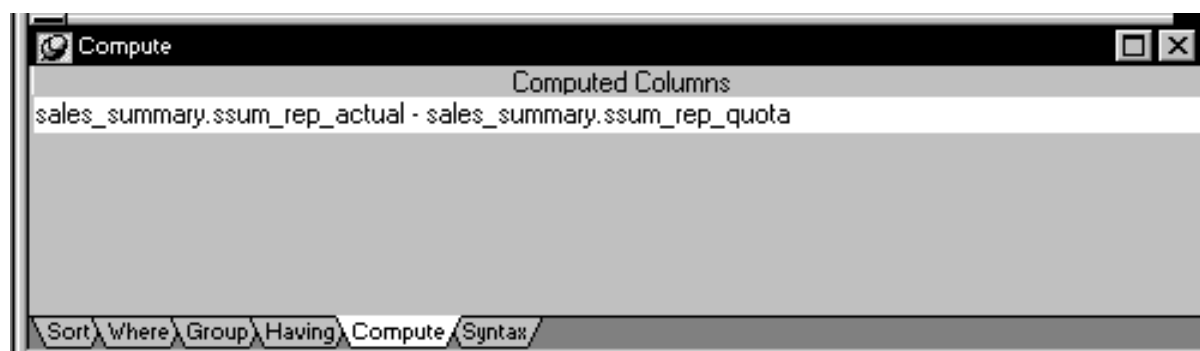 Compute
Computed Columns
sales_summary.ssum_rep_actual - sales_summary.ssum_rep_quota
Sort Where Group Having Compute Syntax